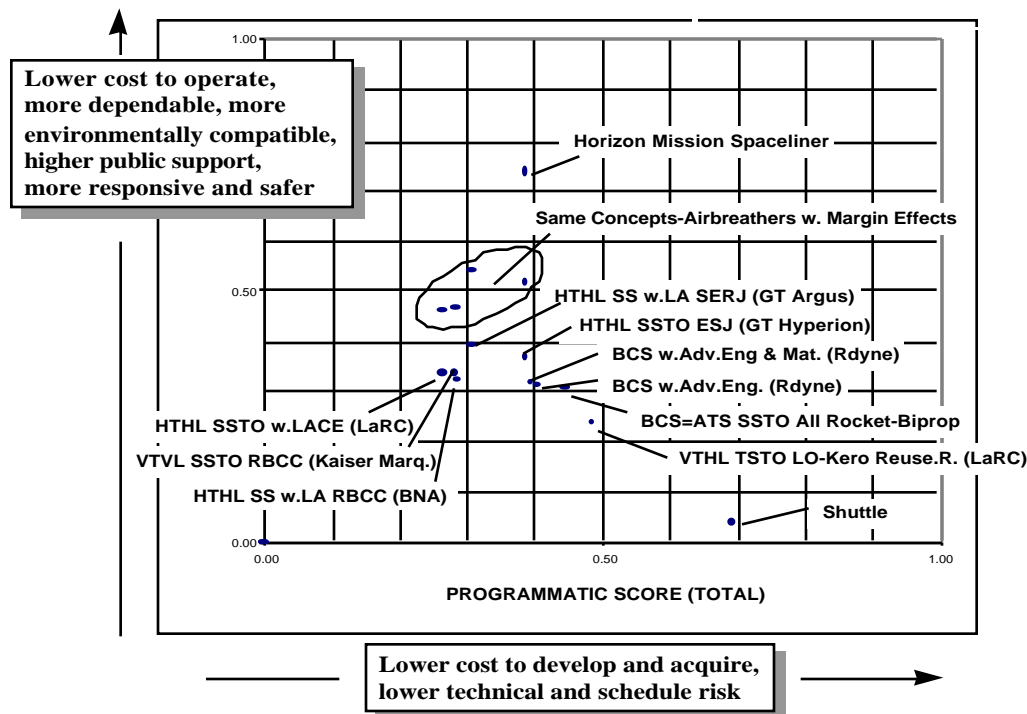 1.00
Lower cost to operate,
more dependable, more
environmentally compatible,
higher public support,
more responsive and safer
Horizon Mission Spaceliner
Same Concepts-Airbreathers w. Margin Effects
0.50
HTHL SS w.LA SERJ (GT Argus)
HTHL SSTO ESJ (GT Hyperion)
BCS w.Adv.Eng & Mat. (Rdyne)
BCS w.Adv.Eng. (Rdyne)
HTHL SSTO w.LACE (LaRC)
BCS=ATS SSTO All Rocket-Biprop
VTVL SSTO RBCC (Kaiser Marq.)
VTHL TSTO LO-Kero Reuse.R. (LaRC)
HTHL SS w.LA RBCC (BNA)
Shuttle
0.00
0.00 0.50 1.00
PROGRAMMATIC SCORE (TOTAL)
Lower cost to develop and acquire,
lower technical and schedule risk